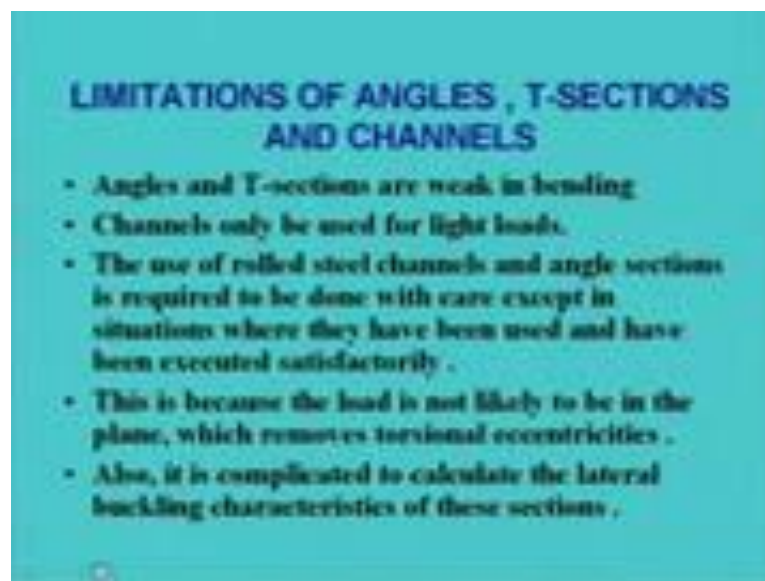 LIMITATIONS OF ANGLES , T-SECTIONS
AND CHANNELS
• Angles and T-sections are weak in bending
• Channels only be used for light loads.
• The use of rolled steel channels and angle sections
is required to be done with care except in
situations where they have been used and have
been executed satisfactorily .
• This is because the load is not likely to be in the
plane, which removes torsional eccentricities .
• Also, it is complicated to calculate the lateral
buckling characteristics of these sections .